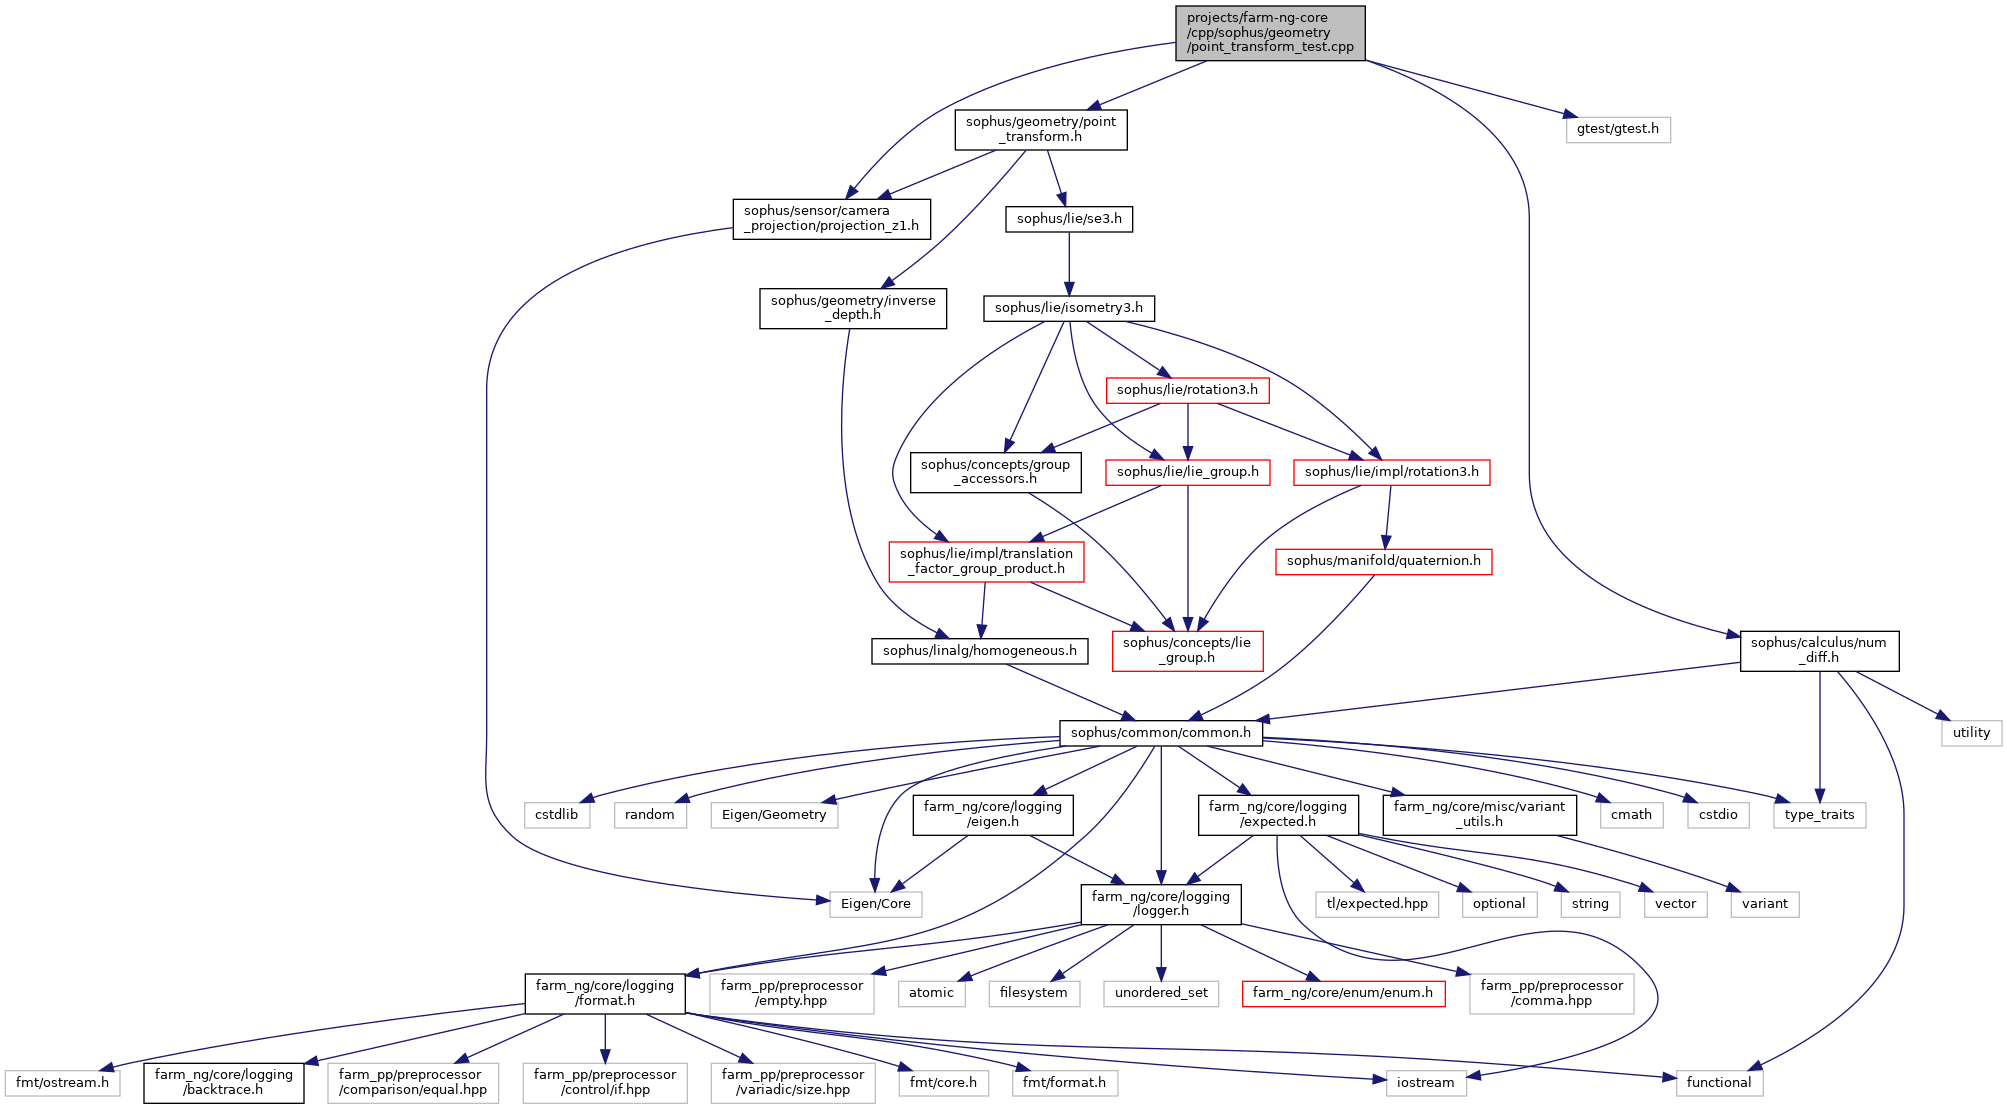 projects/farm-ng-core
/cpp/sophus/geometry
/point_transform_test.cpp
sophus/geometry/point
_transform.h
gtest/gtest.h
sophus/sensor/camera
_projection/projection_z1.h
sophus/lie/se3.h
sophus/geometry/inverse
_depth.h
sophus/lie/isometry3.h
sophus/lie/rotation3.h
sophus/concepts/group
_accessors.h
sophus/lie/lie_group.h
sophus/lie/impl/rotation3.h
sophus/lie/impl/translation
_factor_group_product.h
sophus/manifold/quaternion.h
sophus/linalg/homogeneous.h
sophus/concepts/lie
_group.h
sophus/calculus/num
_diff.h
sophus/common/common.h
utility
cstdlib
random
Eigen/Geometry
farm_ng/core/logging
/eigen.h
farm_ng/core/logging
/expected.h
farm_ng/core/misc/variant
_utils.h
cmath
cstdio
type_traits
Eigen/Core
farm_ng/core/logging
/logger.h
tl/expected.hpp
optional
string
vector
variant
farm_ng/core/logging
/format.h
farm_pp/preprocessor
/empty.hpp
atomic
filesystem
unordered_set
farm_ng/core/enum/enum.h
farm_pp/preprocessor
/comma.hpp
fmt/ostream.h
farm_ng/core/logging
/backtrace.h
farm_pp/preprocessor
/comparison/equal.hpp
farm_pp/preprocessor
/control/if.hpp
farm_pp/preprocessor
/variadic/size.hpp
fmt/core.h
fmt/format.h
iostream
functional